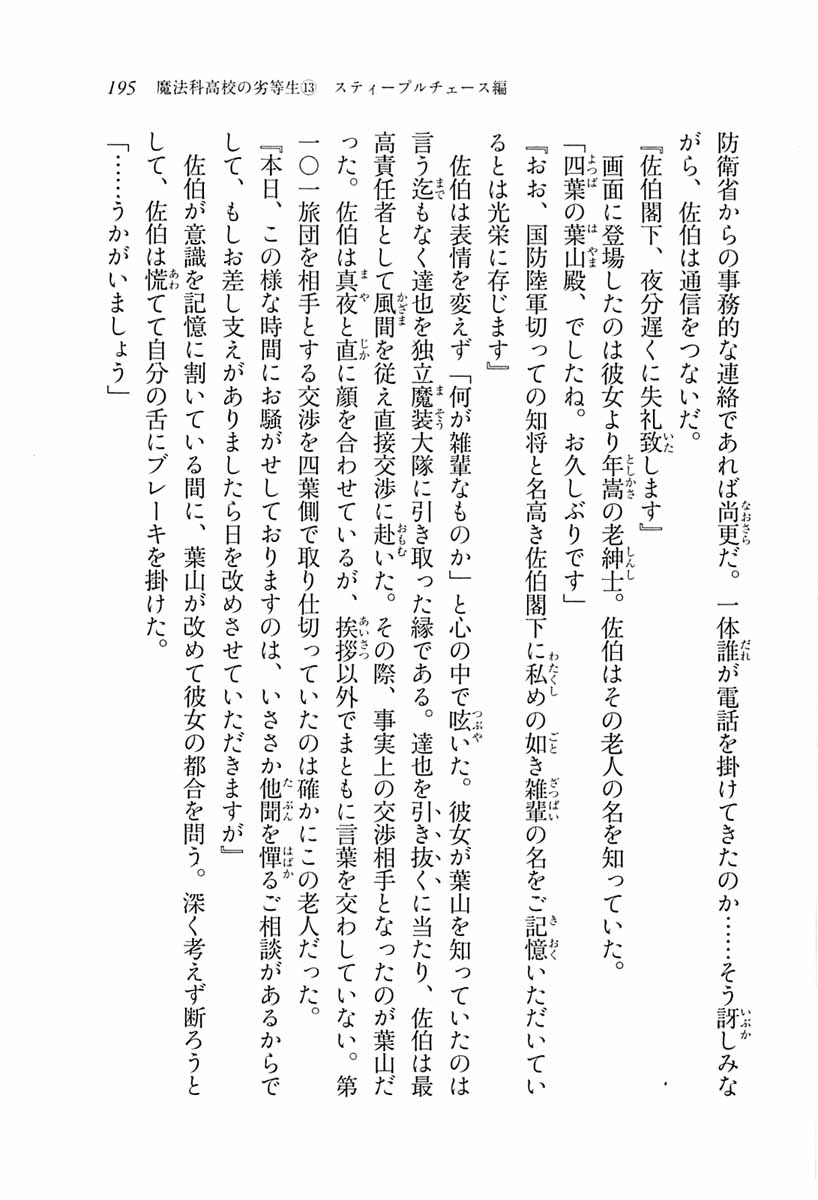 195 魔法科高校の劣等生⑬ スティープルチェース編
防衛省からの事務的な連絡であれば尚更だ。一体誰が電話を掛けてきたのか……そう訝しみな
がら、佐伯は通信をつないだ。
『佐伯閣下、夜分遅くに失礼致します』
画面に登場したのは彼女より年嵩の老紳士。佐伯はその老人の名を知っていた。
「四葉の葉山殿、でしたね。お久しぶりです」
『おお、国防陸軍切っての知将と名高き佐伯閣下に私めの如き雑輩の名をご記憶いただいてい
るとは光栄に存じます』
佐伯は表情を変えず「何が雑輩なものか」と心の中で呟いた。彼女が葉山を知っていたのは
言う迄もなく達也を独立魔装大隊に引き取った縁である。達也を引き抜くに当たり、佐伯は最
高責任者として風間を従え直接交渉に赴いた。その際、事実上の交渉相手となったのが葉山だ
った。佐伯は真夜と直に顔を合わせているが、挨拶以外でまともに言葉を交わしていない。第
一〇一旅団を相手とする交渉を四葉側で取り仕切っていたのは確かにこの老人だった。
『本日、この様な時間にお騒がせしておりますのは、いささか他聞を憚るご相談があるからで
して、もしお差し支えがありましたら日を改めさせていただきますが』
佐伯が意識を記憶に割いている間に、葉山が改めて彼女の都合を問う。深く考えず断ろうと
して、佐伯は慌てて自分の舌にブレーキを掛けた。
「……うかがいましょう」